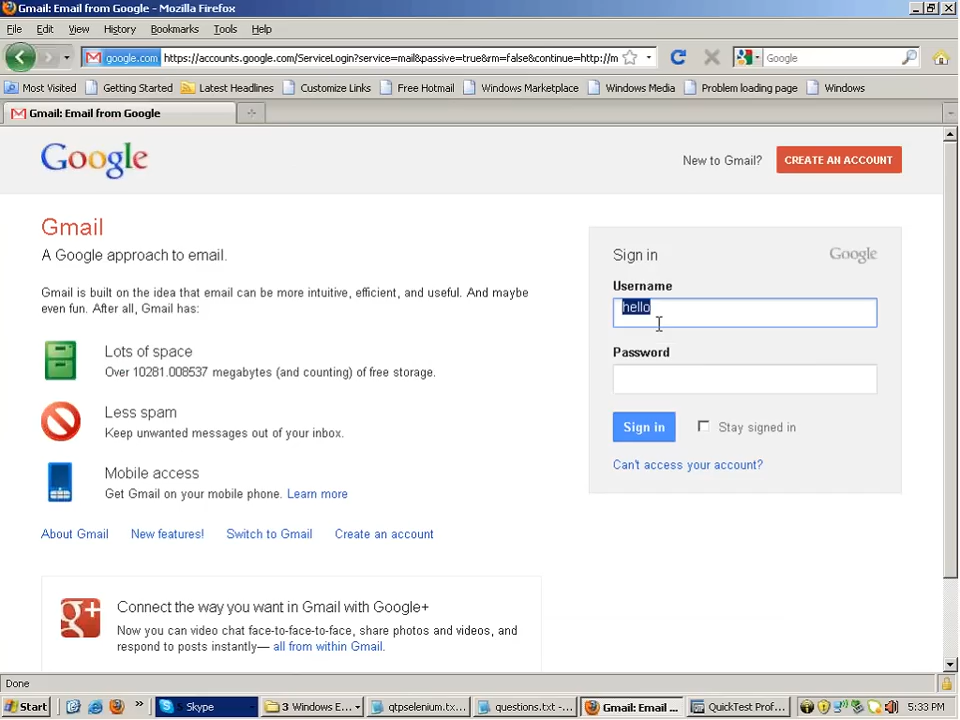 Gmail: Email from Google - Mozilla Firefox
File Edit View History Bookmarks Tools Help
google.com https://accounts.google.com/ServiceLogin?service=mail&passive=true&rm=false&continue=http://m Google
Most Visited Getting Started Latest Headlines Customize Links Free Hotmail Windows Marketplace Windows Media Problem loading page Windows
Gmail: Email from Google
Google
New to Gmail? CREATE AN ACCOUNT
Gmail
A Google approach to email.
Gmail is built on the idea that email can be more intuitive, efficient, and useful. And maybe
even fun. After all, Gmail has:
Lots of space
Over 10281.008537 megabytes (and counting) of free storage.
Less spam
Keep unwanted messages out of your inbox.
Mobile access
Get Gmail on your mobile phone. Learn more
About Gmail New features! Switch to Gmail Create an account
Connect the way you want in Gmail with Google+
Now you can video chat face-to-face-to-face, share photos and videos, and
respond to posts instantly— all from within Gmail.
Sign in Google
Username
hello
Password
Sign in Stay signed in
Can't access your account?
Done
Start Skype 3 Windows E... qtpselenium.tx... questions.txt -... Gmail: Email ... QuickTest Prof... 5:33 PM